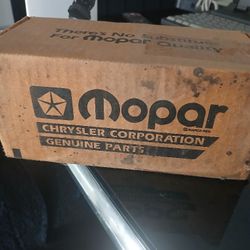 There's No Substitute
For Mopar Quality
Mopar
CHRYSLER CORPORATION
GENUINE PARTS